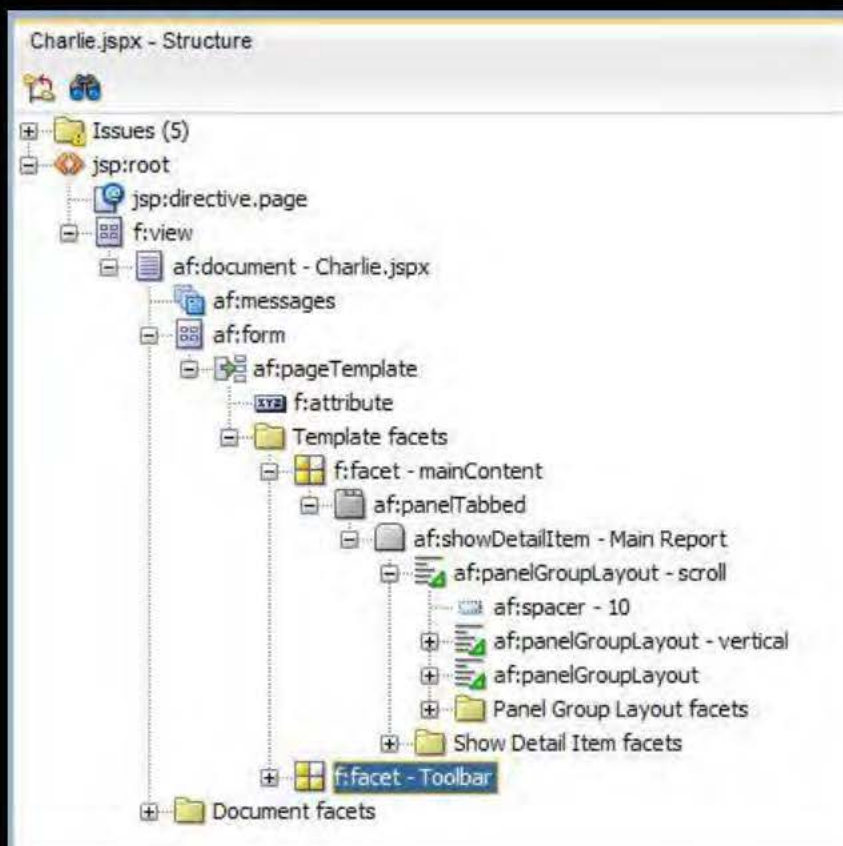 Charlie.jspx - Structure
Issues (5)
jsp:root
jsp:directive.page
f:view
af:document - Charlie.jspx
af:messages
af:form
af:pageTemplate
XYZ f:attribute
Template facets
f:facet - mainContent
af:panelTabbed
af:showDetailItem - Main Report
af:panelGroupLayout - scroll
af:spacer - 10
af:panelGroupLayout - vertical
af:panelGroupLayout
Panel Group Layout facets
Show Detail Item facets
f:facet - Toolbar
Document facets